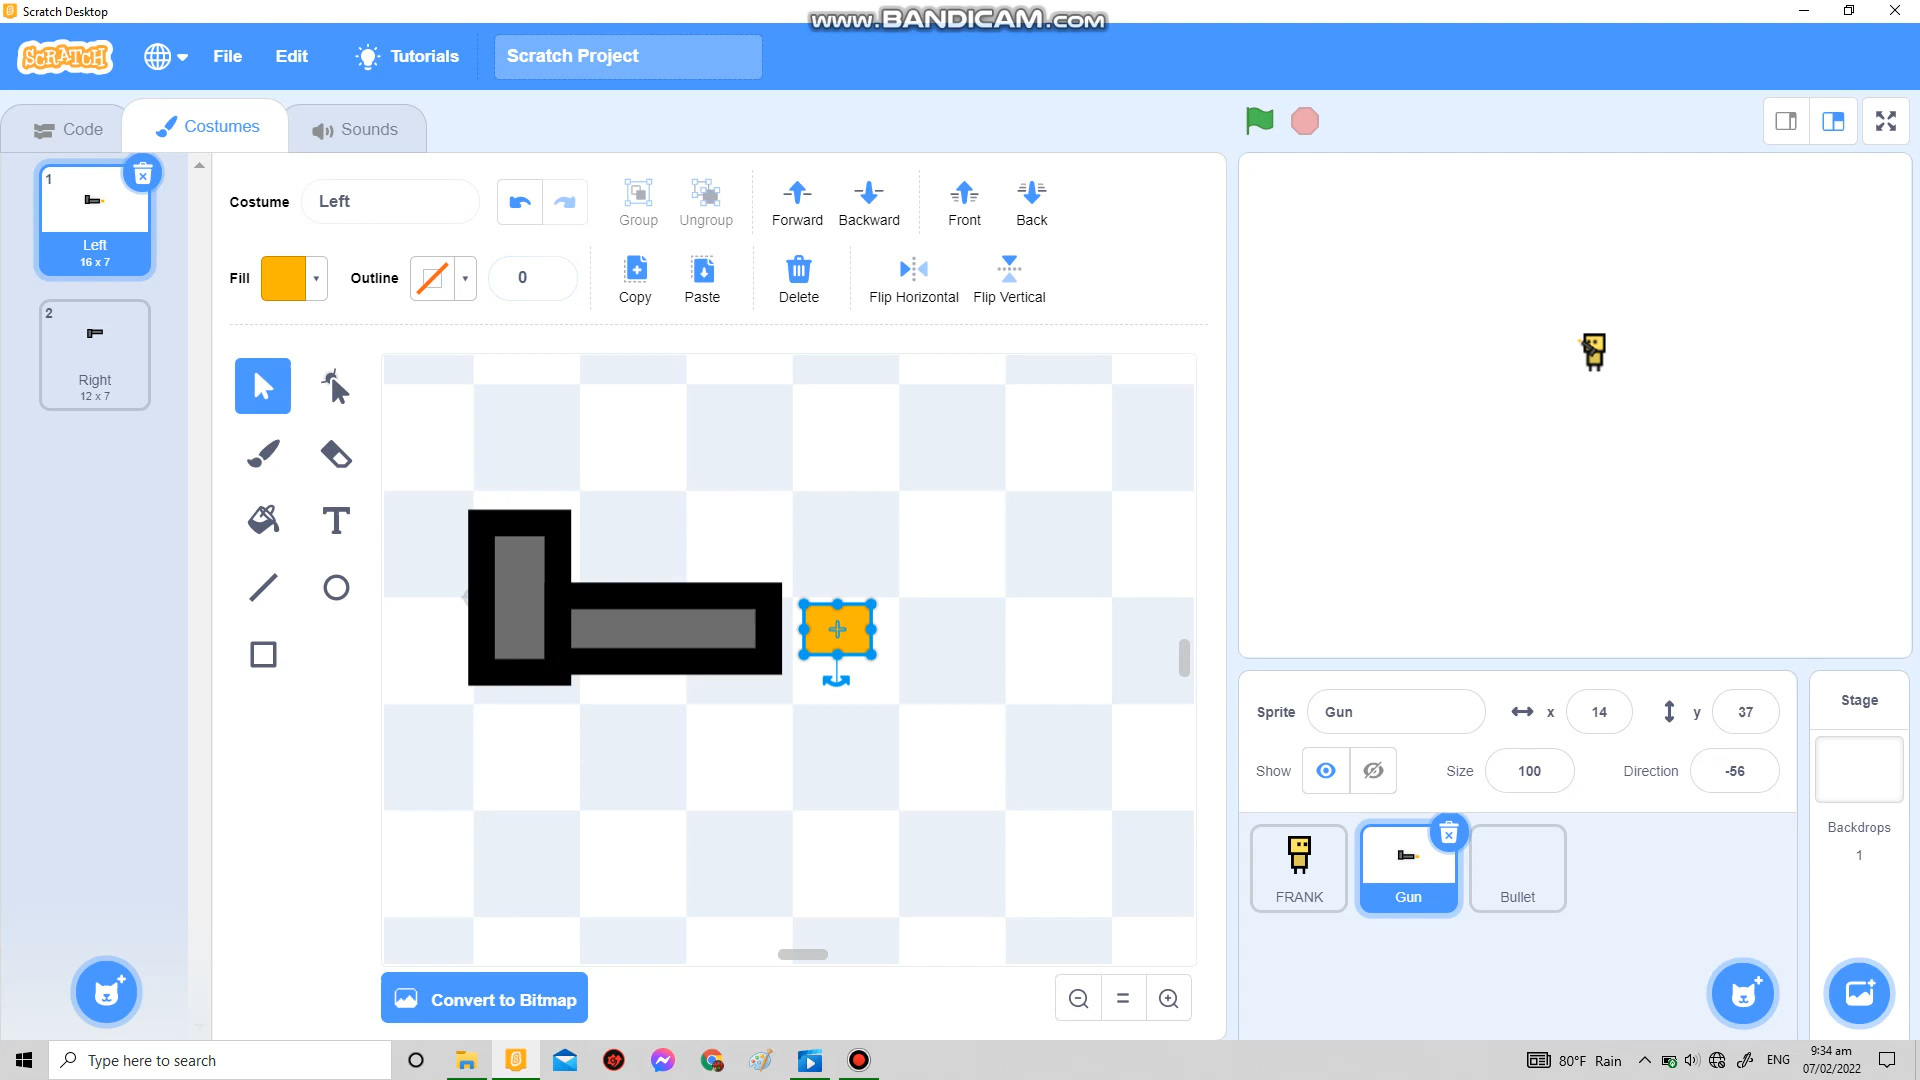 Scratch Desktop
www.BANDICAM.com
SCRATCH
File
Edit
Tutorials
Scratch Project
Code
Costumes
Sounds
1
Left
16 x 7
2
Right
12 x 7
Costume
Left
Group
Ungroup
Forward
Backward
Front
Back
Fill
Outline
0
Copy
Paste
Delete
Flip Horizontal
Flip Vertical
Convert to Bitmap
Sprite
Gun
x
14
y
37
Show
Size
100
Direction
-56
FRANK
Gun
Bullet
Stage
Backdrops
1
Type here to search
80°F Rain
ENG
9:34 am
07/02/2022